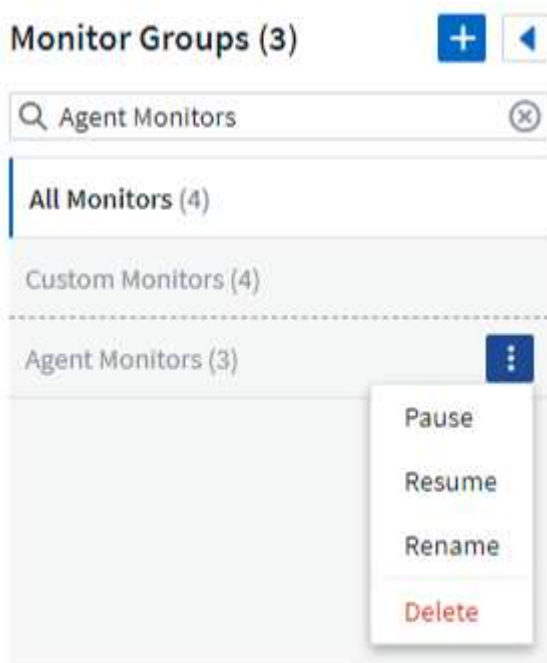 Monitor Groups (3)
Agent Monitors
All Monitors (4)
Custom Monitors (4)
Agent Monitors (3)
Pause
Resume
Rename
Delete